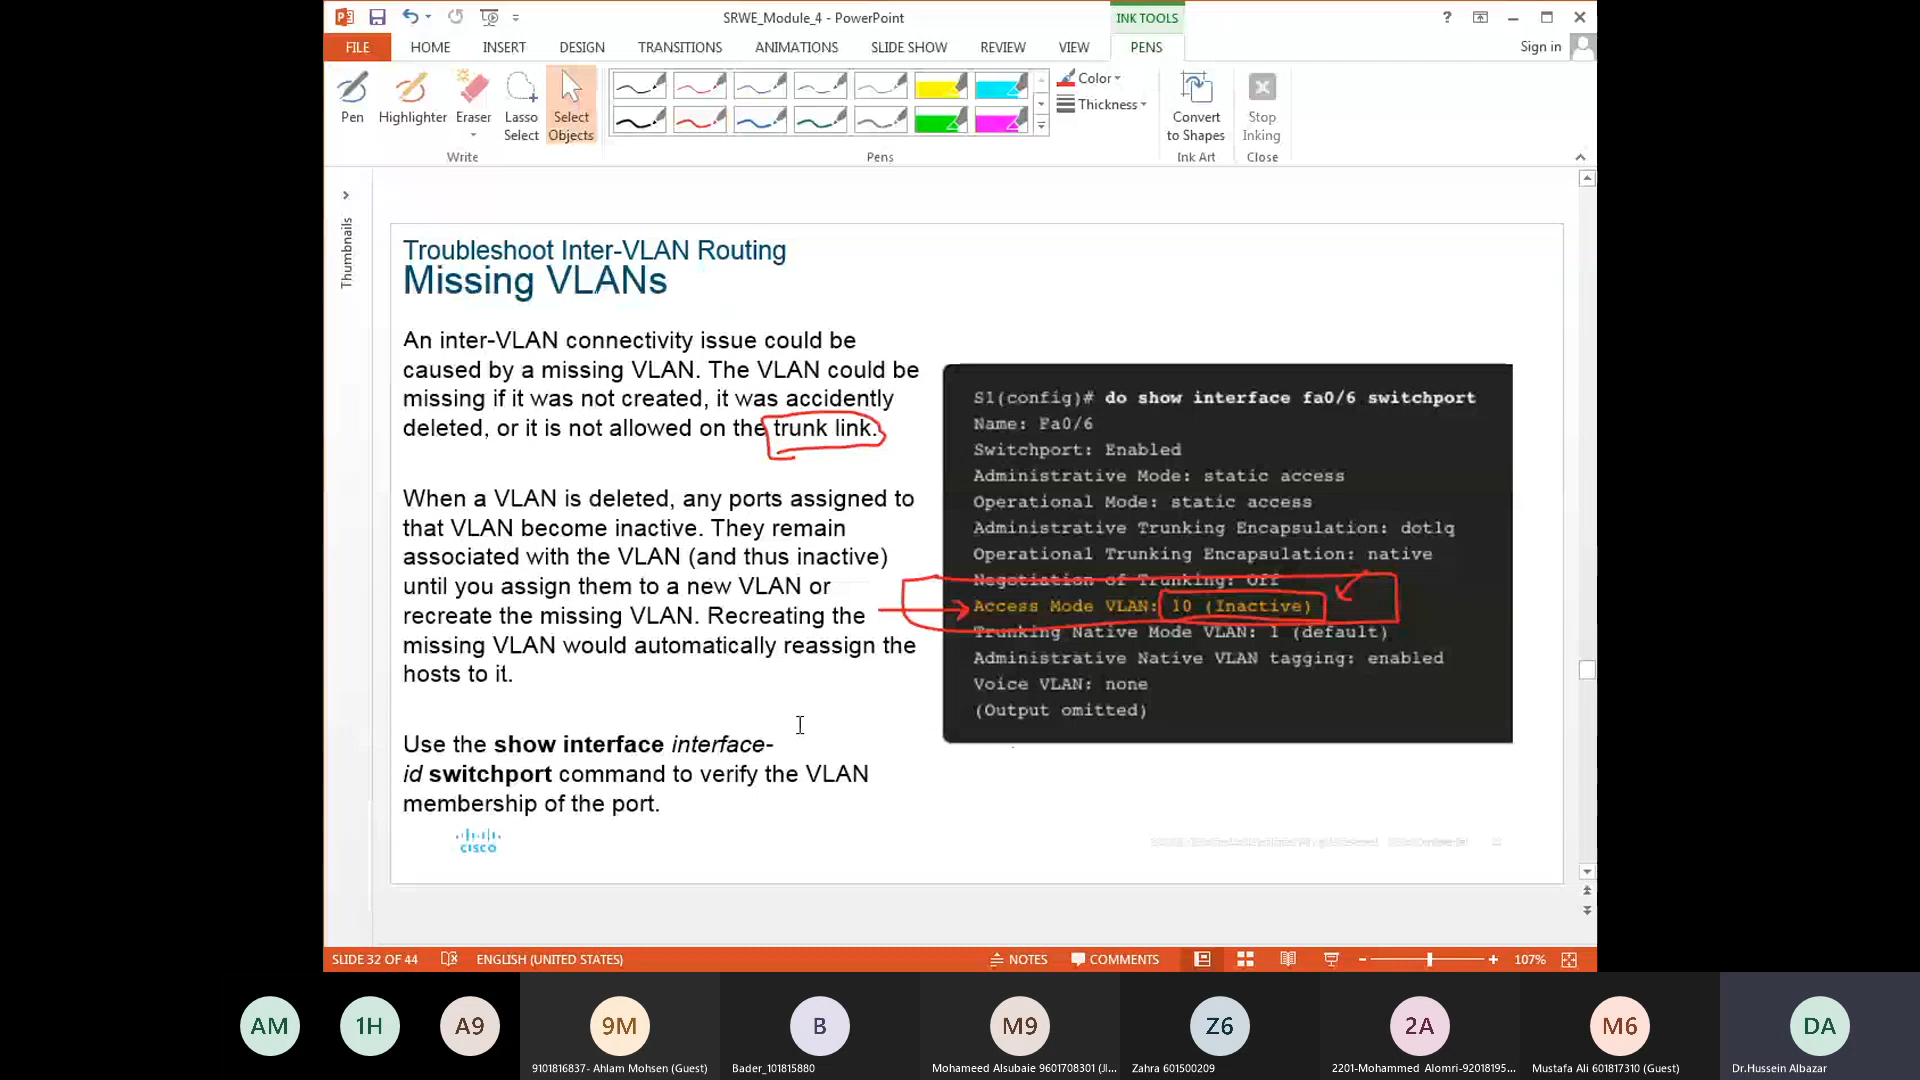 SRWE_Module_4 - PowerPoint
INK TOOLS
?
Sign in
FILE
HOME
INSERT
DESIGN
TRANSITIONS
ANIMATIONS
SLIDE SHOW
REVIEW
VIEW
PENS
Pen
Highlighter
Eraser
Lasso
Select
Select
Objects
Color
Thickness
Convert
to Shapes
Stop
Inking
Write
Pens
Ink Art
Close
Thumbnails
Troubleshoot Inter-VLAN Routing
Missing VLANs
An inter-VLAN connectivity issue could be
caused by a missing VLAN. The VLAN could be
missing if it was not created, it was accidently
deleted, or it is not allowed on the trunk link.
When a VLAN is deleted, any ports assigned to
that VLAN become inactive. They remain
associated with the VLAN (and thus inactive)
until you assign them to a new VLAN or
recreate the missing VLAN. Recreating the
missing VLAN would automatically reassign the
hosts to it.
Use the show interface interface-
id switchport command to verify the VLAN
membership of the port.
S1(config)# do show interface fa0/6 switchport
Name: Fa0/6
Switchport: Enabled
Administrative Mode: static access
Operational Mode: static access
Administrative Trunking Encapsulation: dot1q
Operational Trunking Encapsulation: native
Negotiation of Trunking: Off
Access Mode VLAN: 10 (Inactive)
Trunking Native Mode VLAN: 1 (default)
Administrative Native VLAN tagging: enabled
Voice VLAN: none
(Output omitted)
CISCO
SLIDE 32 OF 44
ENGLISH (UNITED STATES)
NOTES
COMMENTS
107%
AM
1H
A9
9M
B
M9
Z6
2A
M6
DA
9101816837- Ahlam Mohsen (Guest)
Bader_101815880
Mohameed Alsubaie 9601708301 (الـ...
Zahra 601500209
2201-Mohammed Alomri-92018195...
Mustafa Ali 601817310 (Guest)
Dr.Hussein Albazar